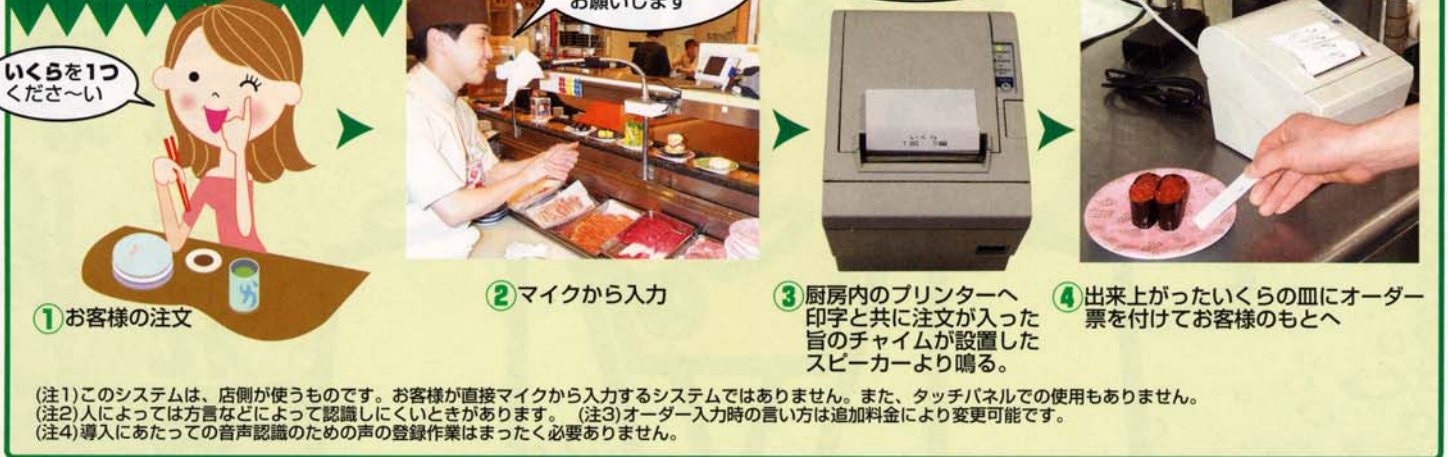 お願いします
いくらを1つ
くださ〜い
①お客様の注文
②マイクから入力
③厨房内のプリンターへ
印字と共に注文が入った
旨のチャイムが設置した
スピーカーより鳴る。
④出来上がったいくらの皿にオーダー
票を付けてお客様のもとへ
(注1)このシステムは、店側が使うものです。お客様が直接マイクから入力するシステムではありません。また、タッチパネルでの使用もありません。
(注2)人によっては方言などによって認識しにくいときがあります。 (注3)オーダー入力時の言い方は追加料金により変更可能です。
(注4)導入にあたっての音声認識のための声の登録作業はまったく必要ありません。